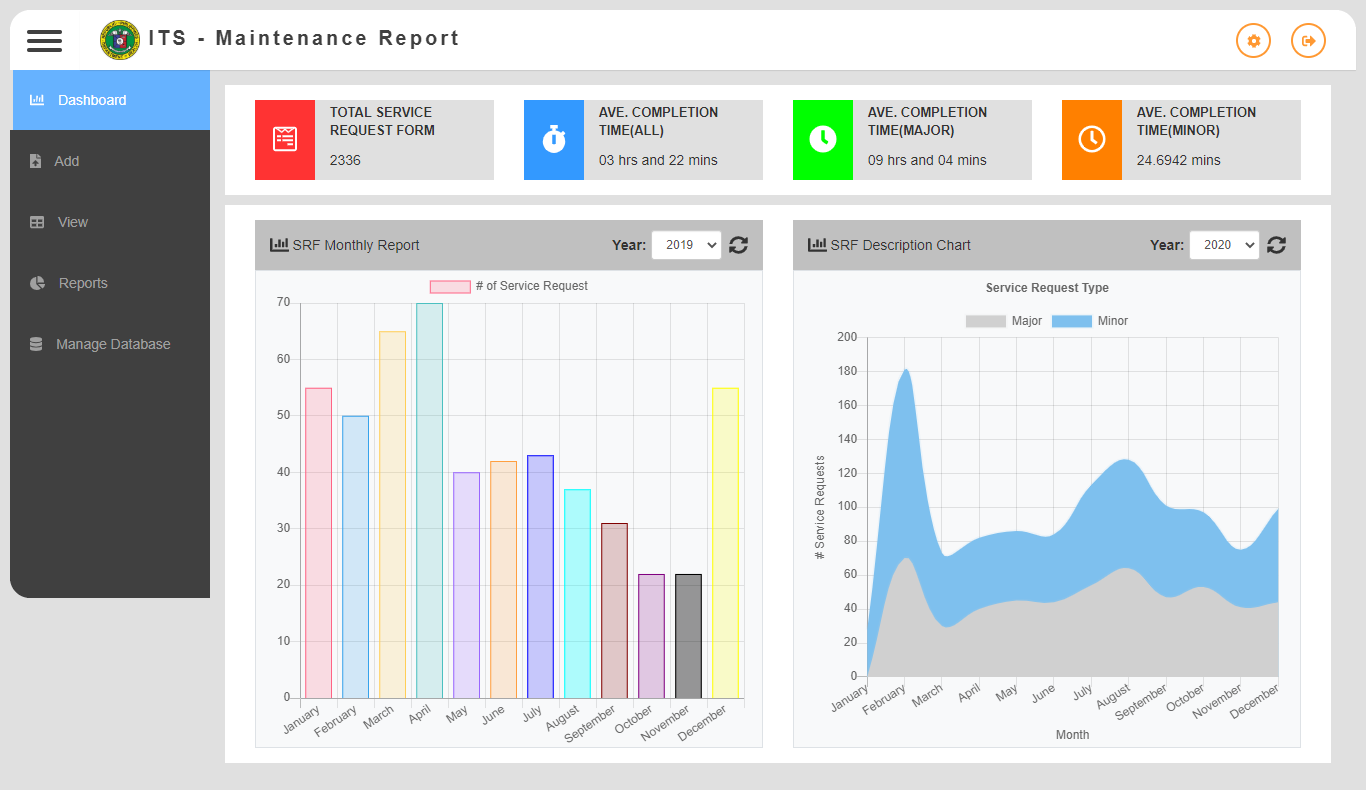 ITS - Maintenance Report
Dashboard
Add
View
Reports
Manage Database
TOTAL SERVICE
REQUEST FORM
2336
AVE. COMPLETION
TIME(ALL)
03 hrs and 22 mins
AVE. COMPLETION
TIME(MAJOR)
09 hrs and 04 mins
AVE. COMPLETION
TIME(MINOR)
24.6942 mins
SRF Monthly Report
Year: 2019
# of Service Request
70
60
50
40
30
20
10
0
January
February
March
April
May
June
July
August
September
October
November
December
SRF Description Chart
Year: 2020
Service Request Type
Major
Minor
# Service Requests
200
180
160
140
120
100
80
60
40
20
0
January
February
March
April
May
June
July
August
September
October
November
December
Month